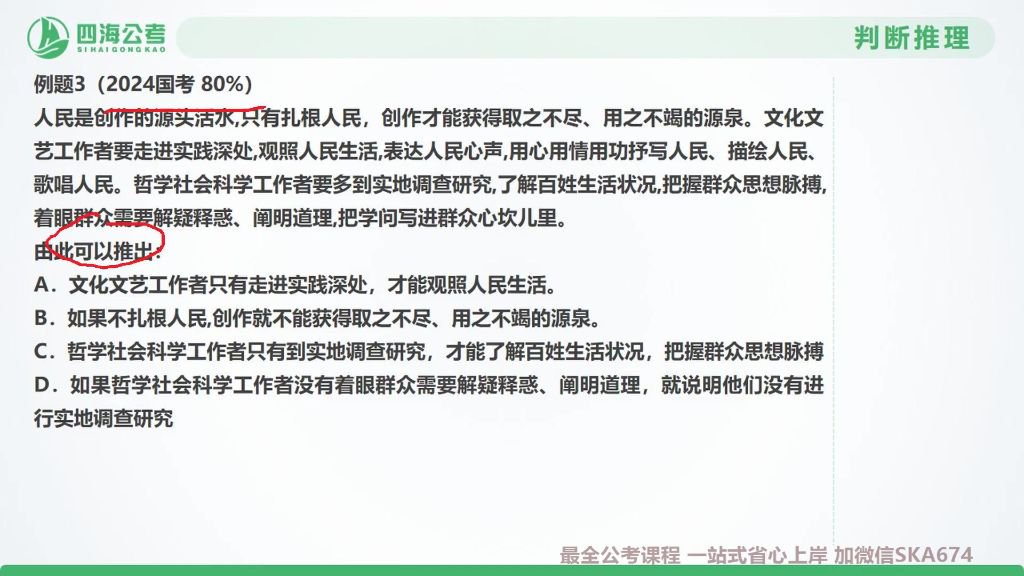 四海公考
SIHAIGONGKAO
判断推理
例题3（2024国考 80%）
人民是创作的源头活水,只有扎根人民，创作才能获得取之不尽、用之不竭的源泉。文化文
艺工作者要走进实践深处,观照人民生活,表达人民心声,用心用情用功抒写人民、描绘人民、
歌唱人民。哲学社会科学工作者要多到实地调查研究,了解百姓生活状况,把握群众思想脉搏,
着眼群众需要解疑释惑、阐明道理,把学问写进群众心坎儿里。
由此可以推出：
A．文化文艺工作者只有走进实践深处，才能观照人民生活。
B．如果不扎根人民,创作就不能获得取之不尽、用之不竭的源泉。
C．哲学社会科学工作者只有到实地调查研究，才能了解百姓生活状况，把握群众思想脉搏
D．如果哲学社会科学工作者没有着眼群众需要解疑释惑、阐明道理，就说明他们没有进
行实地调查研究
最全公考课程 一站式省心上岸 加微信SKA674